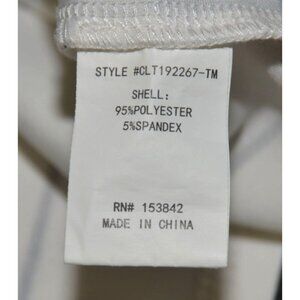 STYLE #CLT192267-TM
SHELL:
95%POLYESTER
5%SPANDEX
RN# 153842
MADE IN CHINA